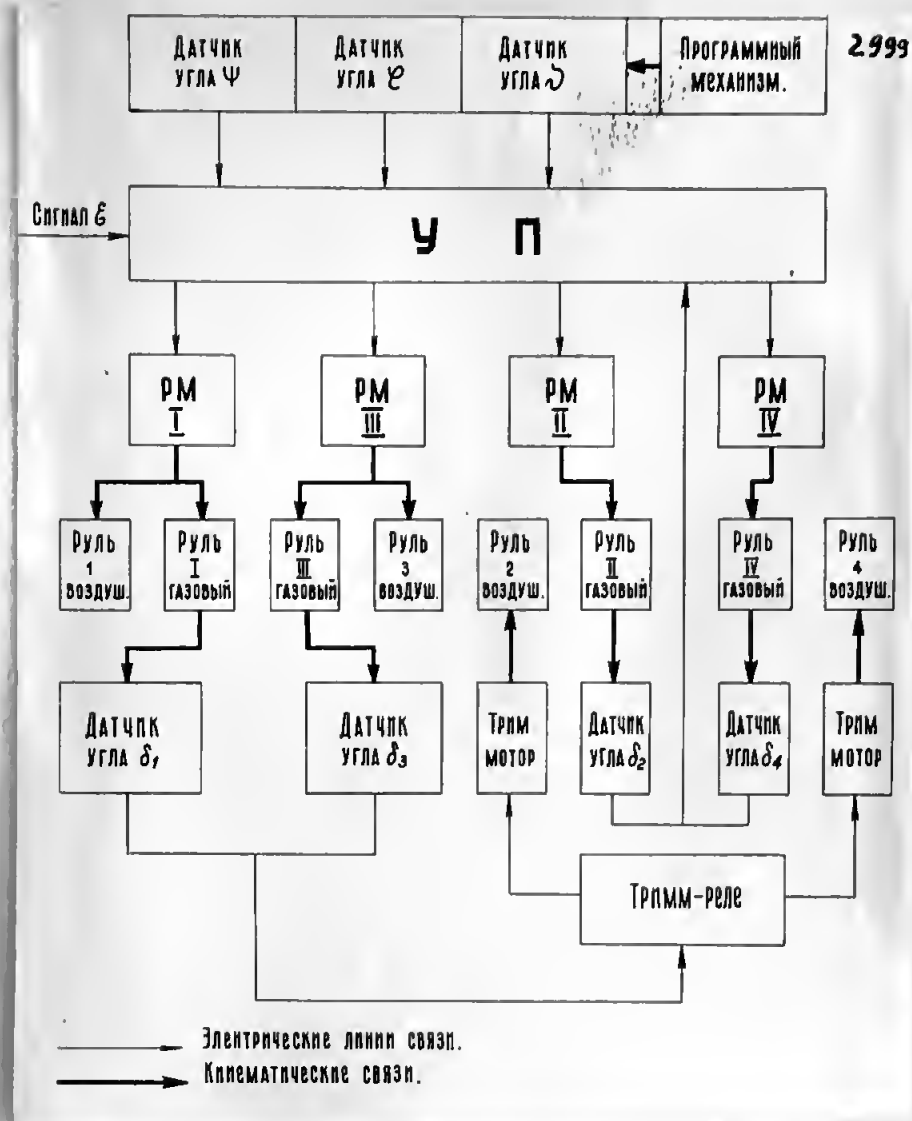 Датчик
угла Ψ
Датчик
угла φ
Датчик
угла ϑ
Программный
механизм.
2999
Сигнал ε
У П
РМ
I
РМ
III
РМ
II
РМ
IV
Руль
1
воздуш.
Руль
I
газовый
Руль
III
газовый
Руль
3
воздуш.
Руль
2
воздуш.
Руль
II
газовый
Руль
IV
газовый
Руль
4
воздуш.
Датчик
угла δ₁
Датчик
угла δ₃
Трим
мотор
Датчик
угла δ₂
Датчик
угла δ₄
Трим
мотор
Тримм-реле
Электрические линии связи.
Кинематические связи.